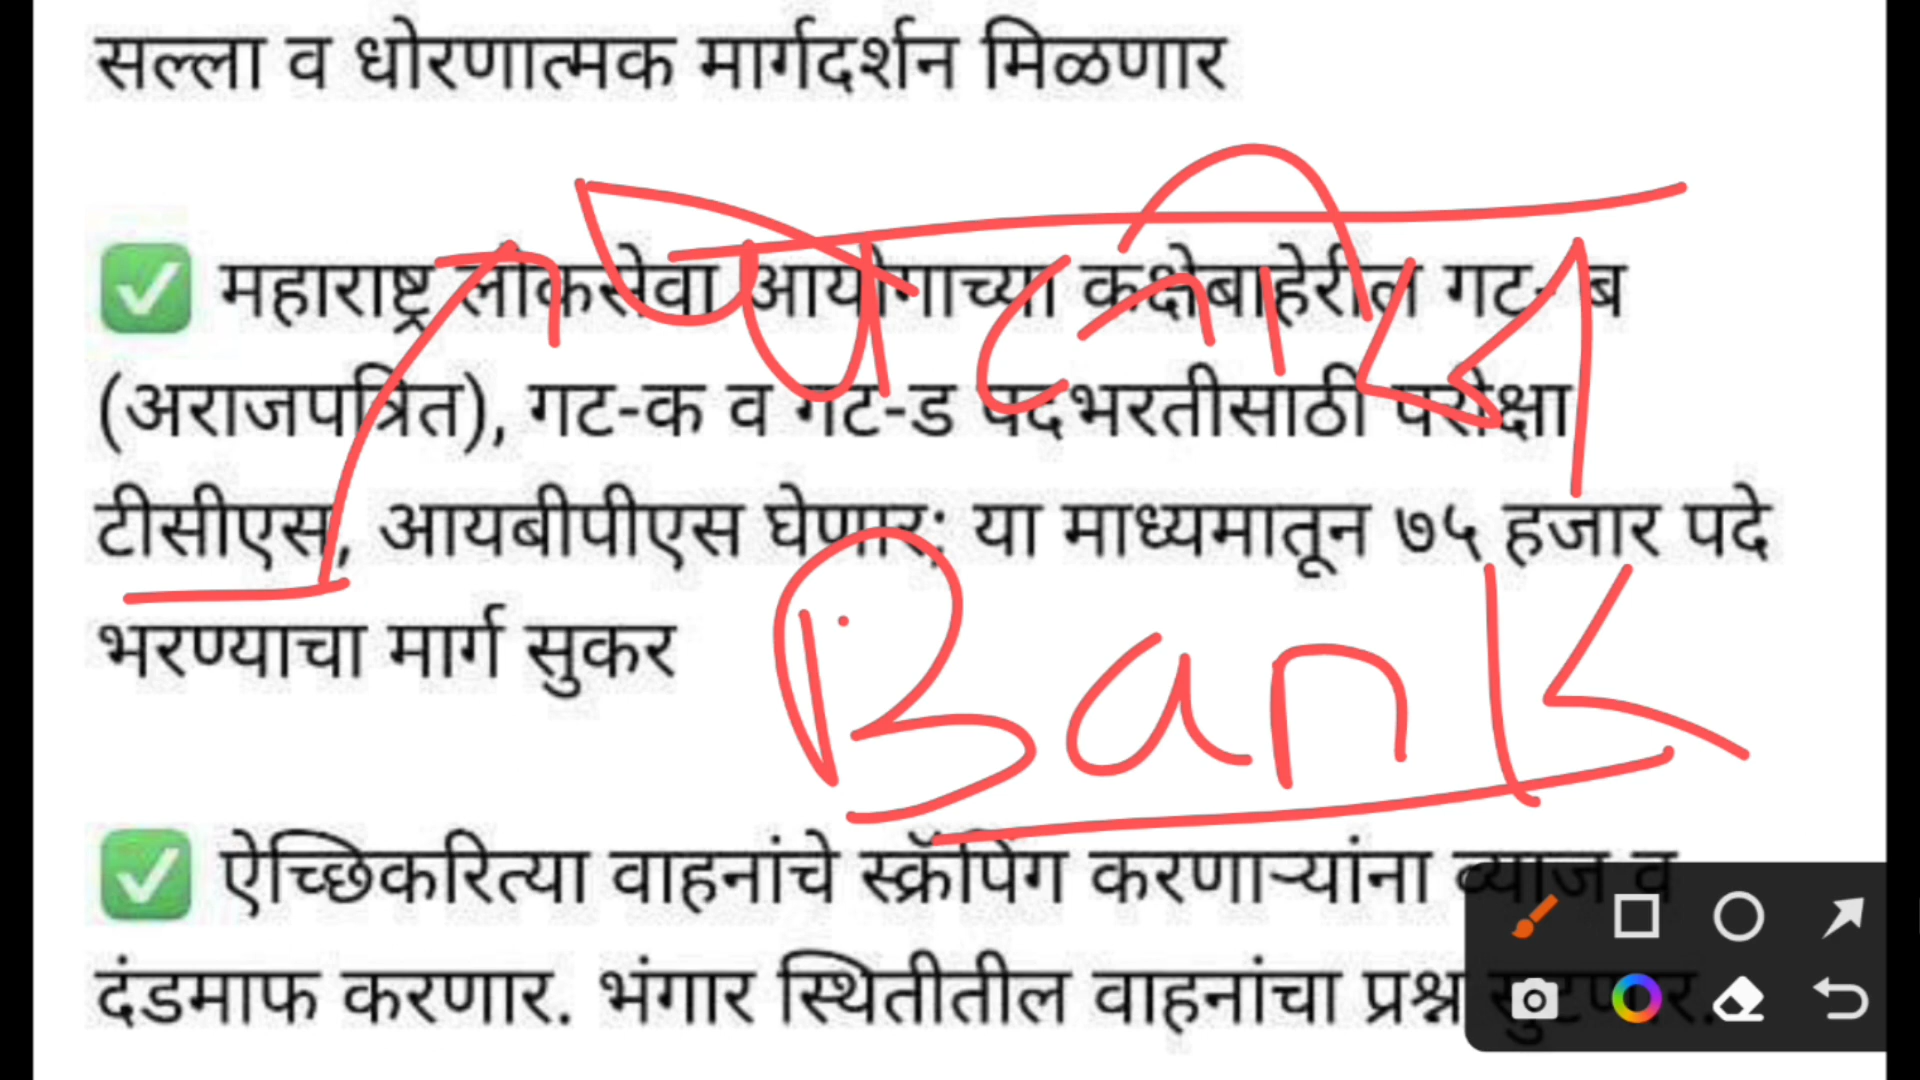 सल्ला व धोरणात्मक मार्गदर्शन मिळणार
✅ महाराष्ट्र लोकसेवा आयोगाच्या कक्षेबाहेरील गट- ब
(अराजपत्रित), गट-क व गट-ड पदभरतीसाठी परीक्षा
टीसीएस, आयबीपीएस घेणार; या माध्यमातून ७५ हजार पदे
भरण्याचा मार्ग सुकर
Bank
✅ ऐच्छिकरित्या वाहनांचे स्क्रॅपिंग करणाऱ्यांना व्याज व
दंडमाफ करणार. भंगार स्थितीतील वाहनांचा प्रश्न सुटणार.